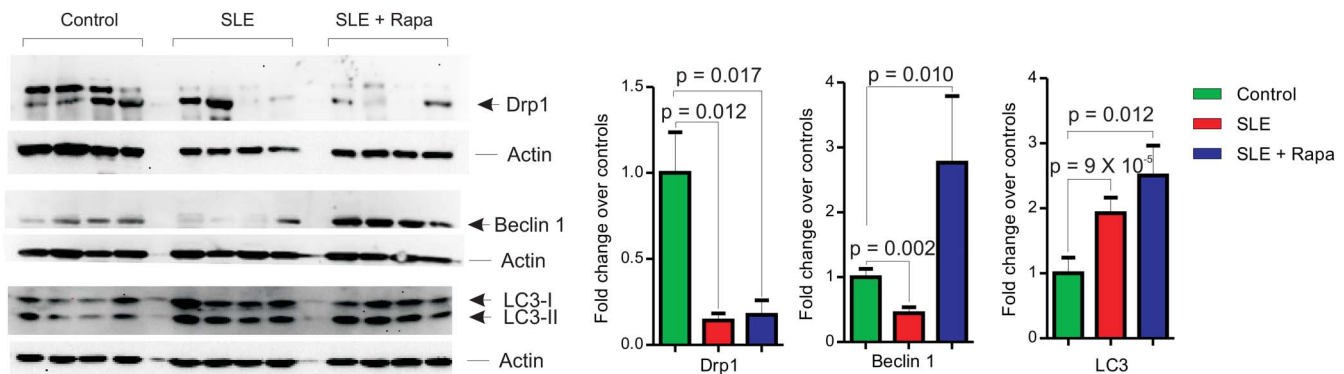 Control SLE SLE + Rapa
Drp1
Actin
Beclin 1
Actin
LC3-I
LC3-II
Actin
Fold change over controls
1.5
1.0
0.5
0.0
p = 0.017
p = 0.012
Drp1
Fold change over controls
4
3
2
1
0
p = 0.010
p = 0.002
Beclin 1
Fold change over controls
4
3
2
1
0
p = 0.012
p = 9 X 10-5
LC3
Control
SLE
SLE + Rapa